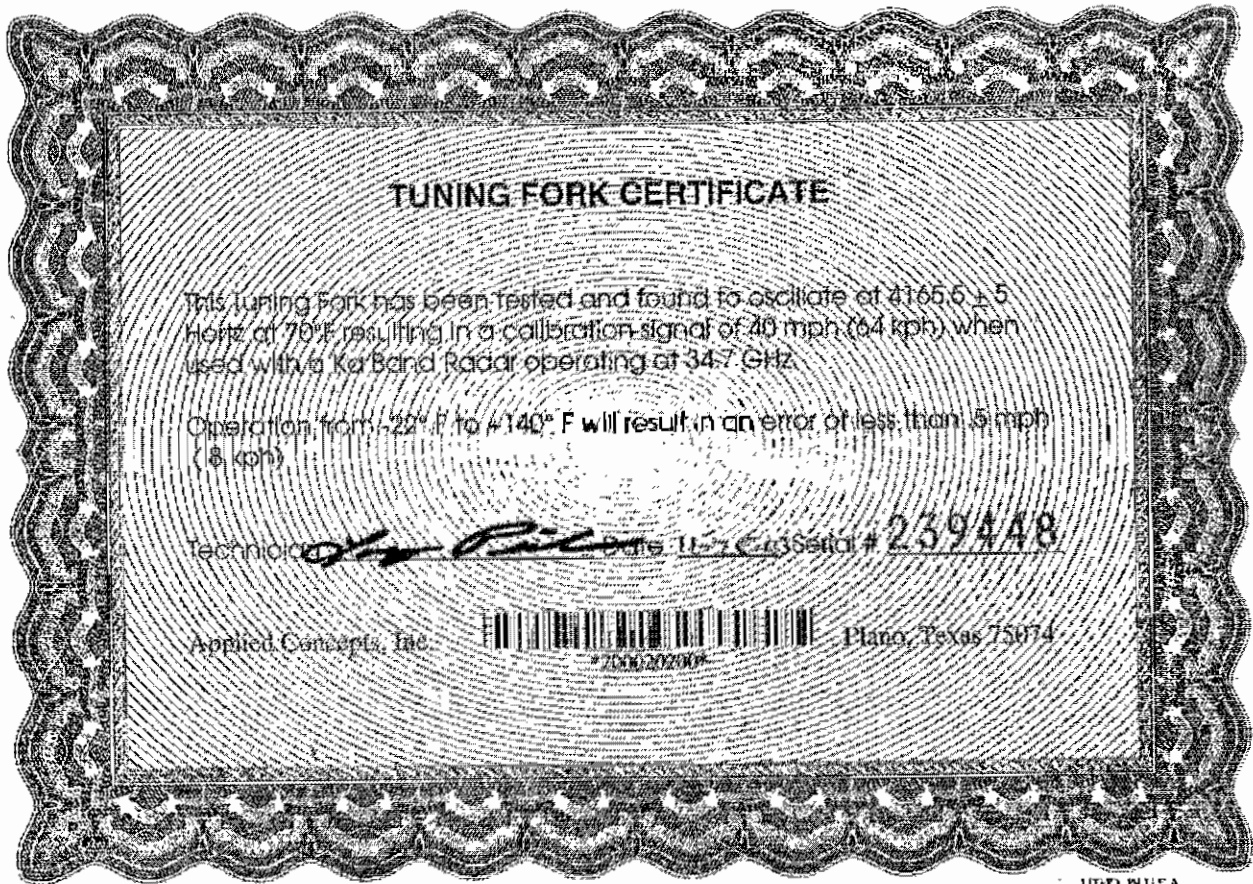 TUNING FORK CERTIFICATE
This Tuning Fork has been tested and found to oscillate at 4165.6 ± 5
Hertz at 70°F resulting in a calibration signal of 40 mph (64 kph) when
used with a Ka Band Radar operating at 34.7 GHz.
Operation from -22° F to +140° F will result in an error of less than .5 mph
(.8 kph)
Technician Date Serial # 239448
Applied Concepts, Inc. Plano, Texas 75074